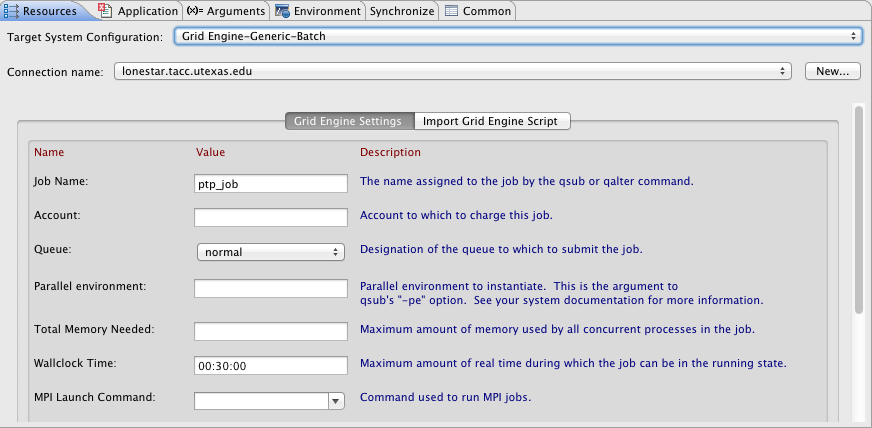 Resources Application (x)= Arguments Environment Synchronize Common
Target System Configuration: Grid Engine-Generic-Batch
Connection name: lonestar.tacc.utexas.edu New...
Grid Engine Settings Import Grid Engine Script
Name Value Description
Job Name: ptp_job The name assigned to the job by the qsub or qalter command.
Account: Account to which to charge this job.
Queue: normal Designation of the queue to which to submit the job.
Parallel environment: Parallel environment to instantiate. This is the argument to
qsub's "-pe" option. See your system documentation for more information.
Total Memory Needed: Maximum amount of memory used by all concurrent processes in the job.
Wallclock Time: 00:30:00 Maximum amount of real time during which the job can be in the running state.
MPI Launch Command: Command used to run MPI jobs.